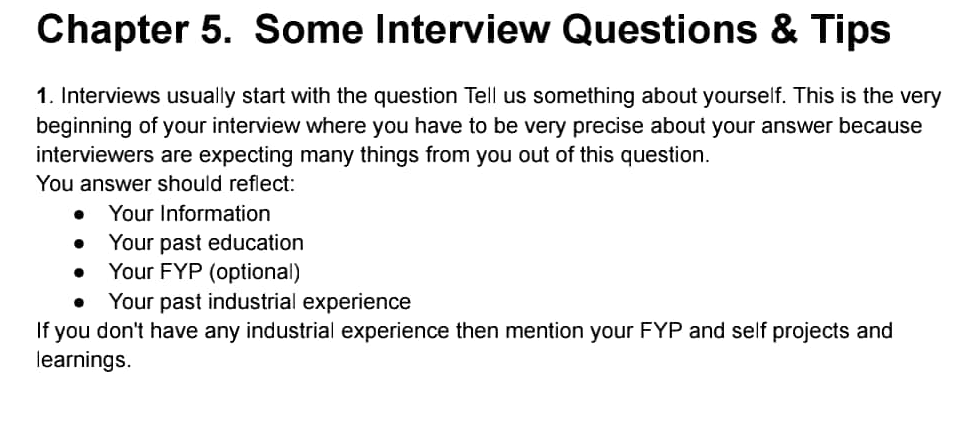 Chapter 5. Some Interview Questions & Tips
1. Interviews usually start with the question Tell us something about yourself. This is the very
beginning of your interview where you have to be very precise about your answer because
interviewers are expecting many things from you out of this question.
You answer should reflect:
• Your Information
• Your past education
• Your FYP (optional)
• Your past industrial experience
If you don't have any industrial experience then mention your FYP and self projects and
learnings.